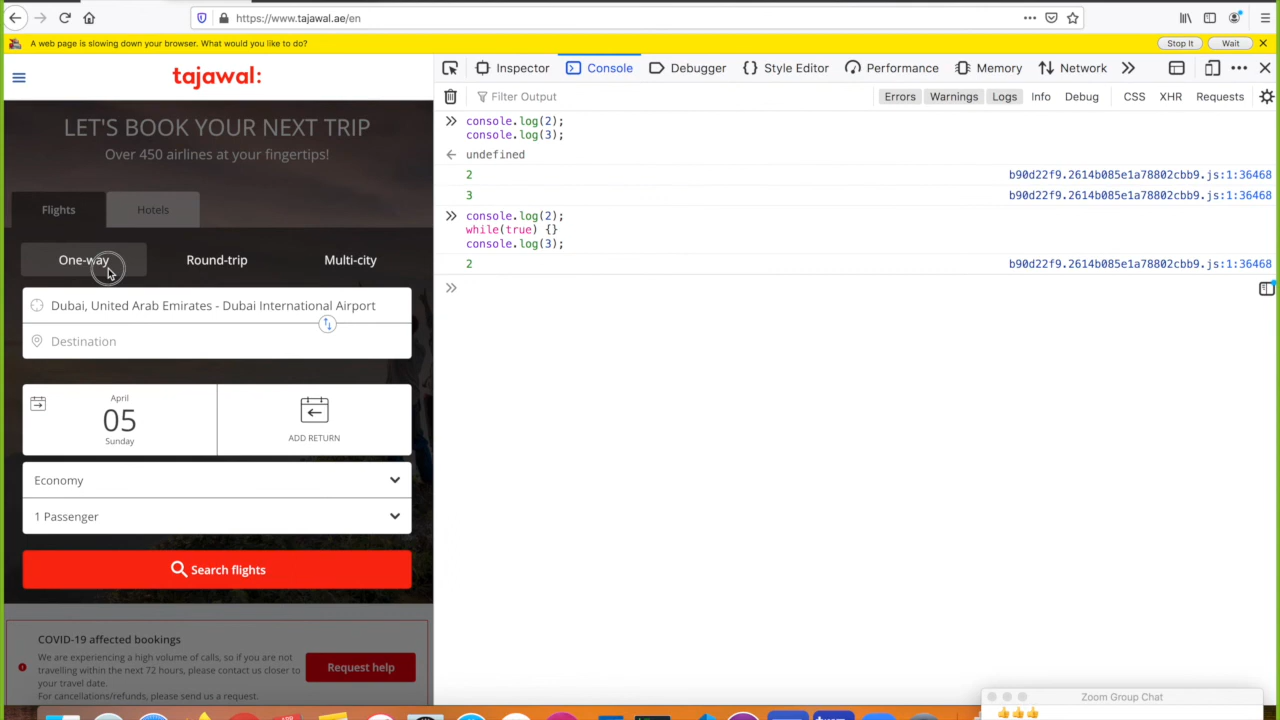 https://www.tajawal.ae/en
A web page is slowing down your browser. What would you like to do?
Stop It
Wait
tajawal:
LET'S BOOK YOUR NEXT TRIP
Over 450 airlines at your fingertips!
Flights
Hotels
One-way
Round-trip
Multi-city
Dubai, United Arab Emirates - Dubai International Airport
Destination
April
05
Sunday
ADD RETURN
Economy
1 Passenger
Search flights
COVID-19 affected bookings
We are experiencing a high volume of calls, so if you are not
travelling within the next 72 hours, please contact us closer to
your travel date.
For cancellations/refunds, please send us a request.
Request help
Inspector
Console
Debugger
{} Style Editor
Performance
Memory
Network
Filter Output
Errors
Warnings
Logs
Info
Debug
CSS
XHR
Requests
console.log(2);
console.log(3);
undefined
2 b90d22f9.2614b085e1a78802cbb9.js:1:36468
3 b90d22f9.2614b085e1a78802cbb9.js:1:36468
console.log(2);
while(true) {}
console.log(3);
2 b90d22f9.2614b085e1a78802cbb9.js:1:36468
Zoom Group Chat